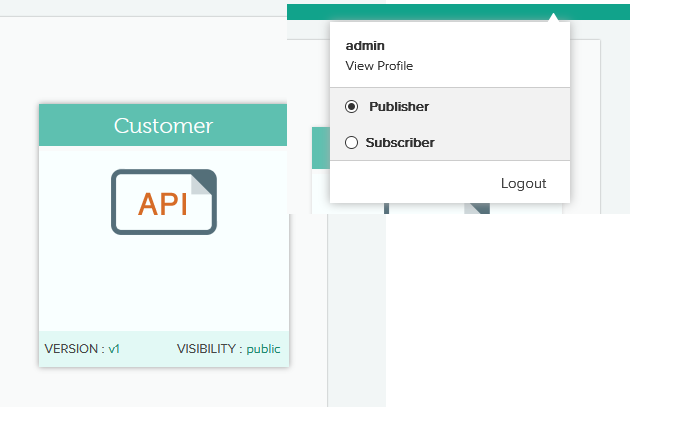 admin
View Profile
Publisher
Subscriber
Logout
Customer
API
VERSION : v1 VISIBILITY : public